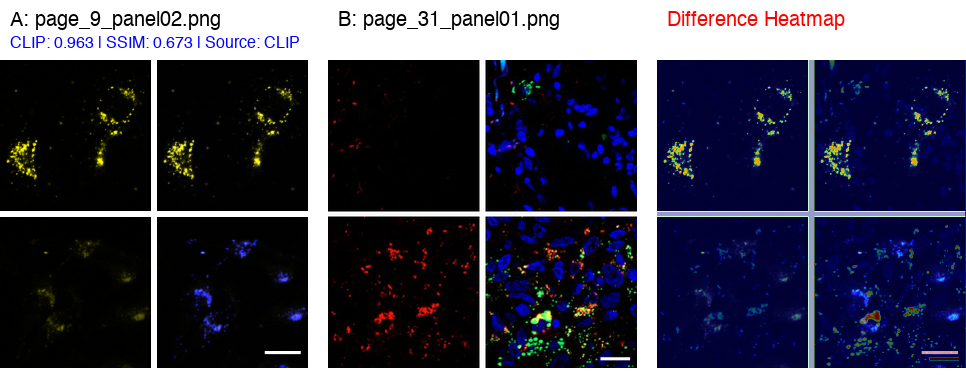 A: page_9_panel02.png
CLIP: 0.963 | SSIM: 0.673 | Source: CLIP
B: page_31_panel01.png
Difference Heatmap